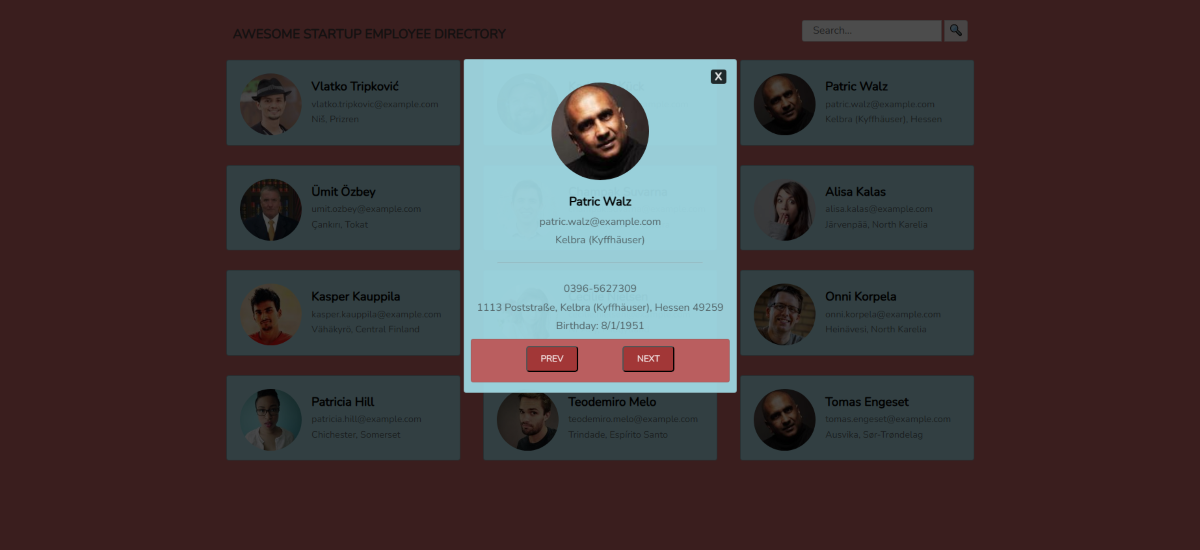 AWESOME STARTUP EMPLOYEE DIRECTORY
Search...
Vlatko Tripković
vlatko.tripkovic@example.com
Niš, Pomm
Patric Walz
patric.walz@example.com
Kelbra (Kyffhäuser), Hessen
X
Patric Walz
patric.walz@example.com
Kelbra (Kyffhäuser)
0396-5627309
1113 Poststraße, Kelbra (Kyffhäuser), Hessen 49259
Birthday: 8/1/1951
PREV
NEXT
Ümit Özbey
umit.ozbey@example.com
Çankırı, Tokat
Alisa Kalas
alisa.kalas@example.com
Järvenpää, North Karelia
Kasper Kauppila
kasper.kauppila@example.com
Vähäkyrö, Central Finland
Onni Korpela
onni.korpela@example.com
Heinävesi, North Karelia
Patricia Hill
patricia.hill@example.com
Chichester, Somerset
Teodemiro Melo
teodemiro.melo@example.com
Trindade, Espírito Santo
Tomas Engeset
tomas.engeset@example.com
Ausvika, Sør-Trøndelag